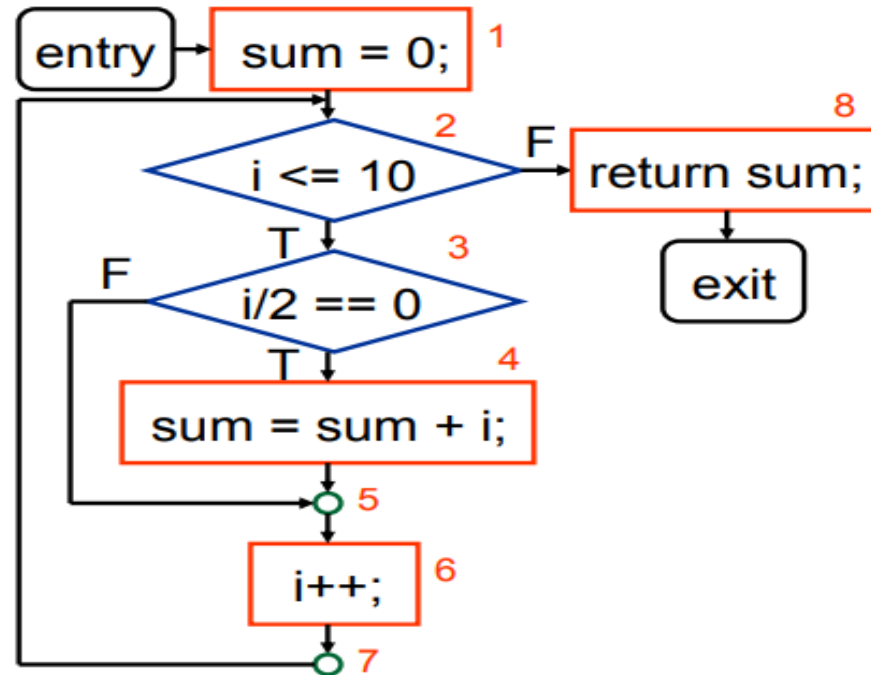 entry
sum = 0;
1
2
i <= 10
F
8
return sum;
exit
T
3
F
i/2 == 0
T
4
sum = sum + i;
5
i++;
6
7